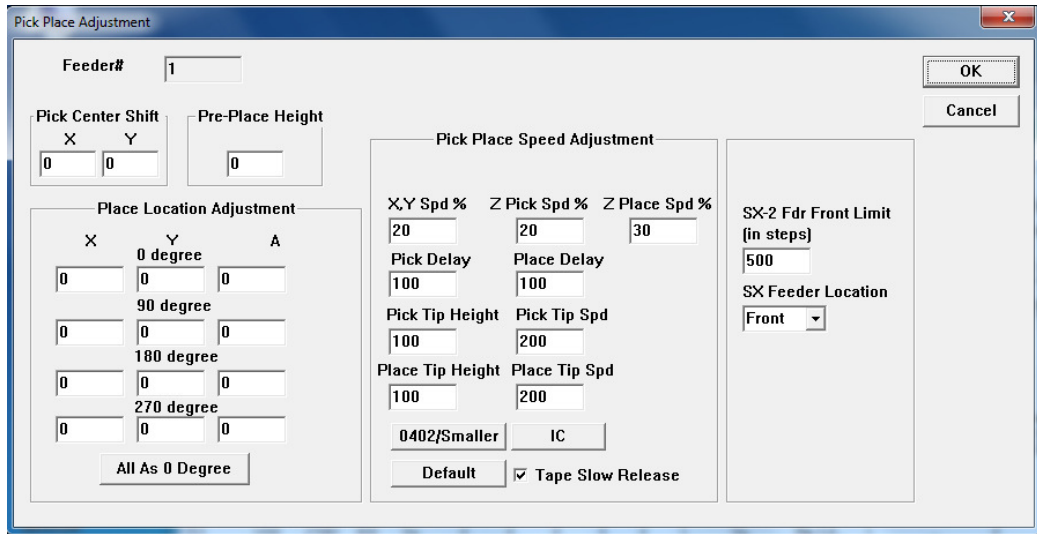 Pick Place Adjustment
Feeder# 1
OK
Cancel
Pick Center Shift
X Y
0 0
Pre-Place Height
0
Place Location Adjustment
X Y A
0 degree
0 0 0
90 degree
0 0 0
180 degree
0 0 0
270 degree
0 0 0
All As 0 Degree
Pick Place Speed Adjustment
X,Y Spd % Z Pick Spd % Z Place Spd %
20 20 30
Pick Delay Place Delay
100 100
Pick Tip Height Pick Tip Spd
100 200
Place Tip Height Place Tip Spd
100 200
0402/Smaller IC
Default Tape Slow Release
SX-2 Fdr Front Limit
(in steps)
500
SX Feeder Location
Front